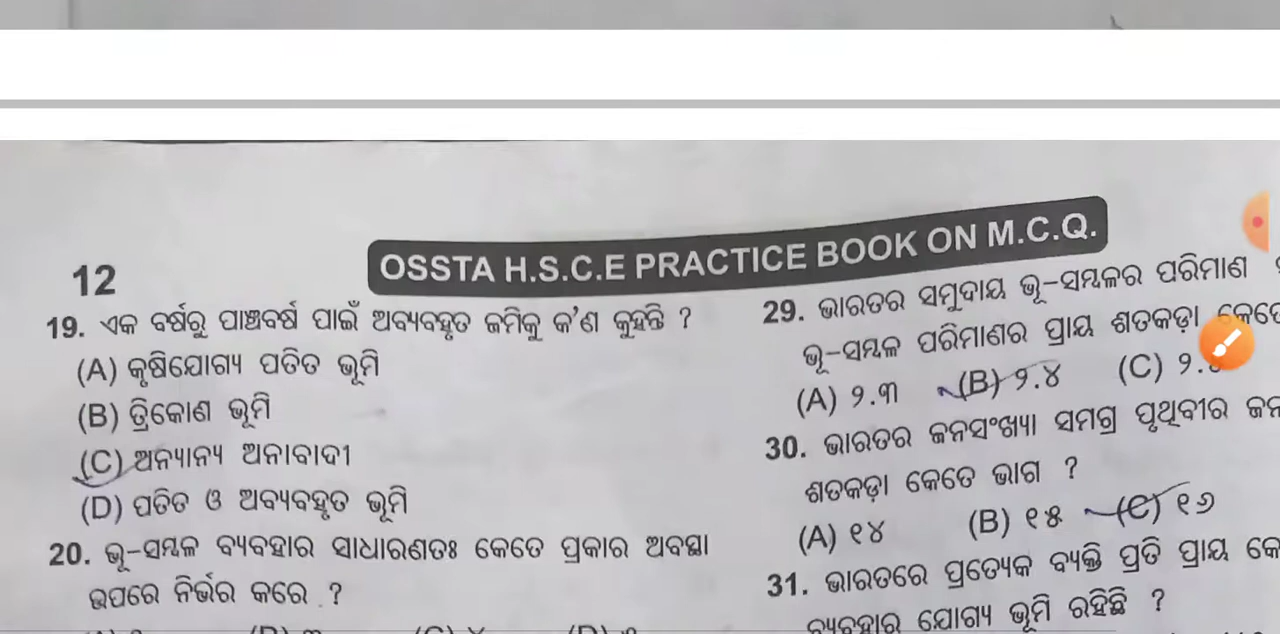 12
OSSTA H.S.C.E PRACTICE BOOK ON M.C.Q.
19. ଏକ ବର୍ଷରୁ ପାଞ୍ଚବର୍ଷ ପାଇଁ ଅବ୍ୟବହୃତ ଜମିକୁ କ'ଣ କୁହନ୍ତି ?
(A) କୃଷିଯୋଗ୍ୟ ପତିତ ଭୂମି
(B) ତ୍ରିକୋଣ ଭୂମି
(C) ଅନ୍ୟାନ୍ୟ ଅନାବାଦୀ
(D) ପତିତ ଓ ଅବ୍ୟବହୃତ ଭୂମି
20. ଭୂ-ସମ୍ବଳ ବ୍ୟବହାର ସାଧାରଣତଃ କେତେ ପ୍ରକାର ଅବସ୍ଥା
ଉପରେ ନିର୍ଭର କରେ ?
29. ଭାରତର ସମୁଦାୟ ଭୂ-ସମ୍ବଳର ପରିମାଣ
ଭୂ-ସମ୍ବଳ ପରିମାଣର ପ୍ରାୟ ଶତକଡ଼ା
(A) ୨.୩ (B) ୨.୪ (C)
30. ଭାରତର ଜନସଂଖ୍ୟା ସମଗ୍ର ପୃଥିବୀର
ଶତକଡ଼ା କେତେ ଭାଗ ?
(A) ୧୪ (B) ୧୫ (C) ୧୬
31. ଭାରତରେ ପ୍ରତ୍ୟେକ ବ୍ୟକ୍ତି ପ୍ରତି ପ୍ରାୟ
ବ୍ୟବହାର ଯୋଗ୍ୟ ଭୂମି ରହିଛି ?